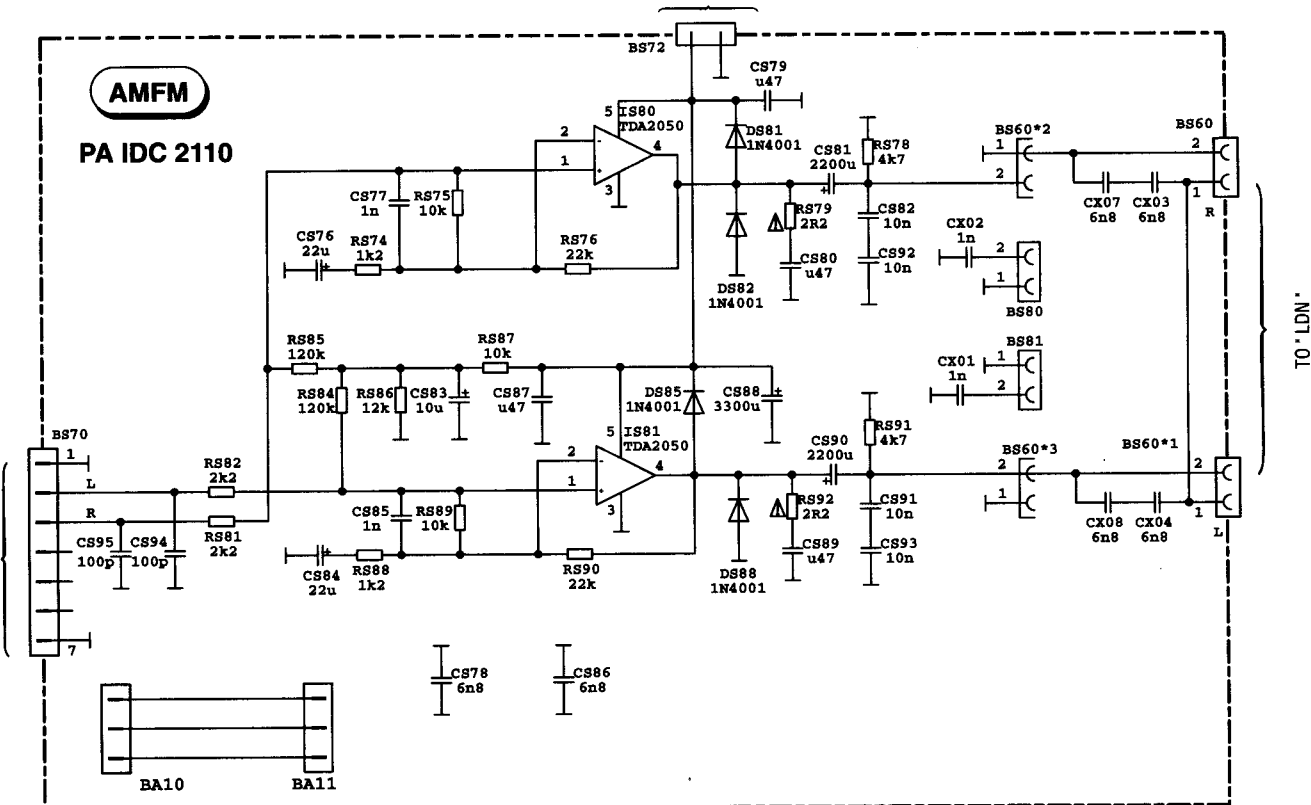 BS72
AMFM
PA IDC 2110
CS79
u47
5
IS80
TDA2050
2
1
4
3
DS81
1N4001
CS81
2200u
+
RS78
4k7
BS60*2
1
2
BS60
2
1
R
CX07
6n8
CX03
6n8
CS77
1n
RS75
10k
CS76
22u
+
RS74
1k2
RS76
22k
RS79
2R2
CS82
10n
CS80
u47
CS92
10n
DS82
1N4001
CX02
1n
2
1
BS80
TO "LDN"
RS85
120k
RS87
10k
RS84
120k
RS86
12k
CS83
10u
+
CS87
u47
DS85
1N4001
CS88
3300u
+
BS81
CX01
1n
1
2
5
IS81
TDA2050
2
1
4
3
CS90
2200u
+
RS91
4k7
BS60*3
2
1
BS60*1
2
1
L
CX08
6n8
CX04
6n8
BS70
1
L
R
7
RS82
2k2
RS81
2k2
CS95
100p
CS94
100p
CS85
1n
RS89
10k
CS84
22u
+
RS88
1k2
RS90
22k
RS92
2R2
CS91
10n
CS89
u47
CS93
10n
DS88
1N4001
CS78
6n8
CS86
6n8
BA10
BA11